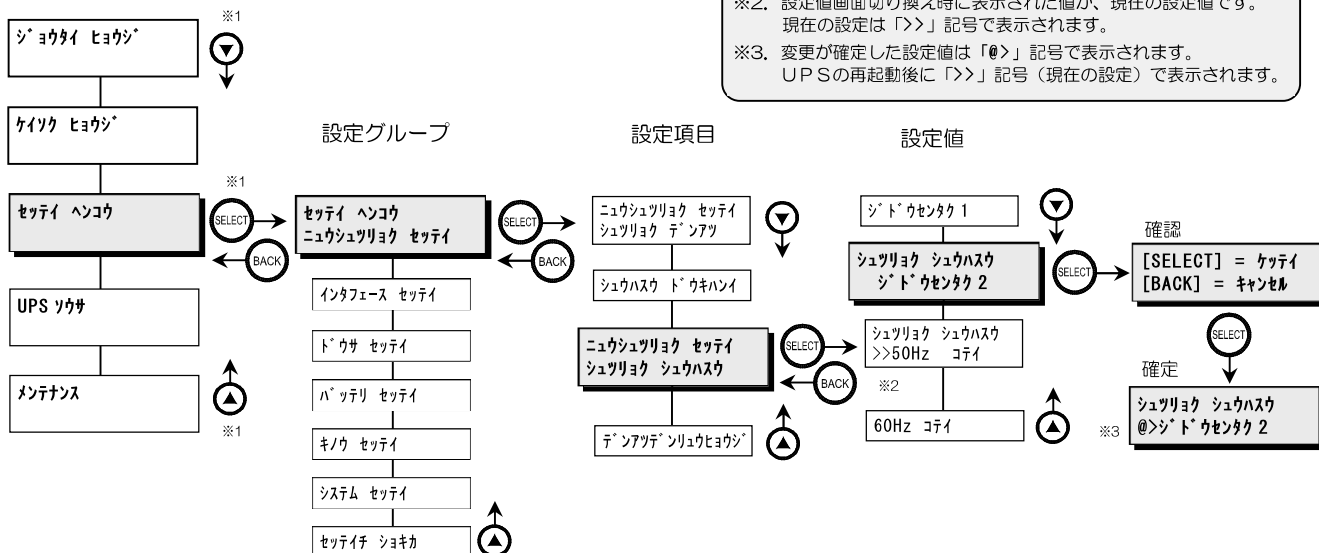 ※2. 設定値画面切り換え時に表示された値が、現在の設定値です。
現在の設定は「>>」記号で表示されます。
※3. 変更が確定した設定値は「@>」記号で表示されます。
UPSの再起動後に「>>」記号（現在の設定）で表示されます。
※1
ｼﾞｮｳﾀｲ ﾋｮｳｼﾞ
ｹｲｿｸ ﾋｮｳｼﾞ
ｾｯﾃｲ ﾍﾝｺｳ
UPS ｿｳｻ
ﾒﾝﾃﾅﾝｽ
※1
※1
SELECT
BACK
設定グループ
ｾｯﾃｲ ﾍﾝｺｳ
ﾆｭｳｼｭﾂﾘｮｸ ｾｯﾃｲ
ｲﾝﾀﾌｪｰｽ ｾｯﾃｲ
ﾄﾞｳｻ ｾｯﾃｲ
ﾊﾞｯﾃﾘ ｾｯﾃｲ
ｷﾉｳ ｾｯﾃｲ
ｼｽﾃﾑ ｾｯﾃｲ
ｾｯﾃｲﾁ ｼｮｷｶ
SELECT
BACK
設定項目
ﾆｭｳｼｭﾂﾘｮｸ ｾｯﾃｲ
ｼｭﾂﾘｮｸ ﾃﾞﾝｱﾂ
ｼｭｳﾊｽｳ ﾄﾞｳｷﾊﾝｲ
ﾆｭｳｼｭﾂﾘｮｸ ｾｯﾃｲ
ｼｭﾂﾘｮｸ ｼｭｳﾊｽｳ
ﾃﾞﾝｱﾂﾃﾞﾝﾘｭｳﾋｮｳｼﾞ
SELECT
BACK
設定値
ｼﾞﾄﾞｳｾﾝﾀｸ 1
ｼｭﾂﾘｮｸ ｼｭｳﾊｽｳ
ｼﾞﾄﾞｳｾﾝﾀｸ 2
ｼｭﾂﾘｮｸ ｼｭｳﾊｽｳ
>>50Hz ｺﾃｲ
※2
60Hz ｺﾃｲ
SELECT
確認
[SELECT] = ｹｯﾃｲ
[BACK] = ｷｬﾝｾﾙ
SELECT
確定
ｼｭﾂﾘｮｸ ｼｭｳﾊｽｳ
@>ｼﾞﾄﾞｳｾﾝﾀｸ 2
※3